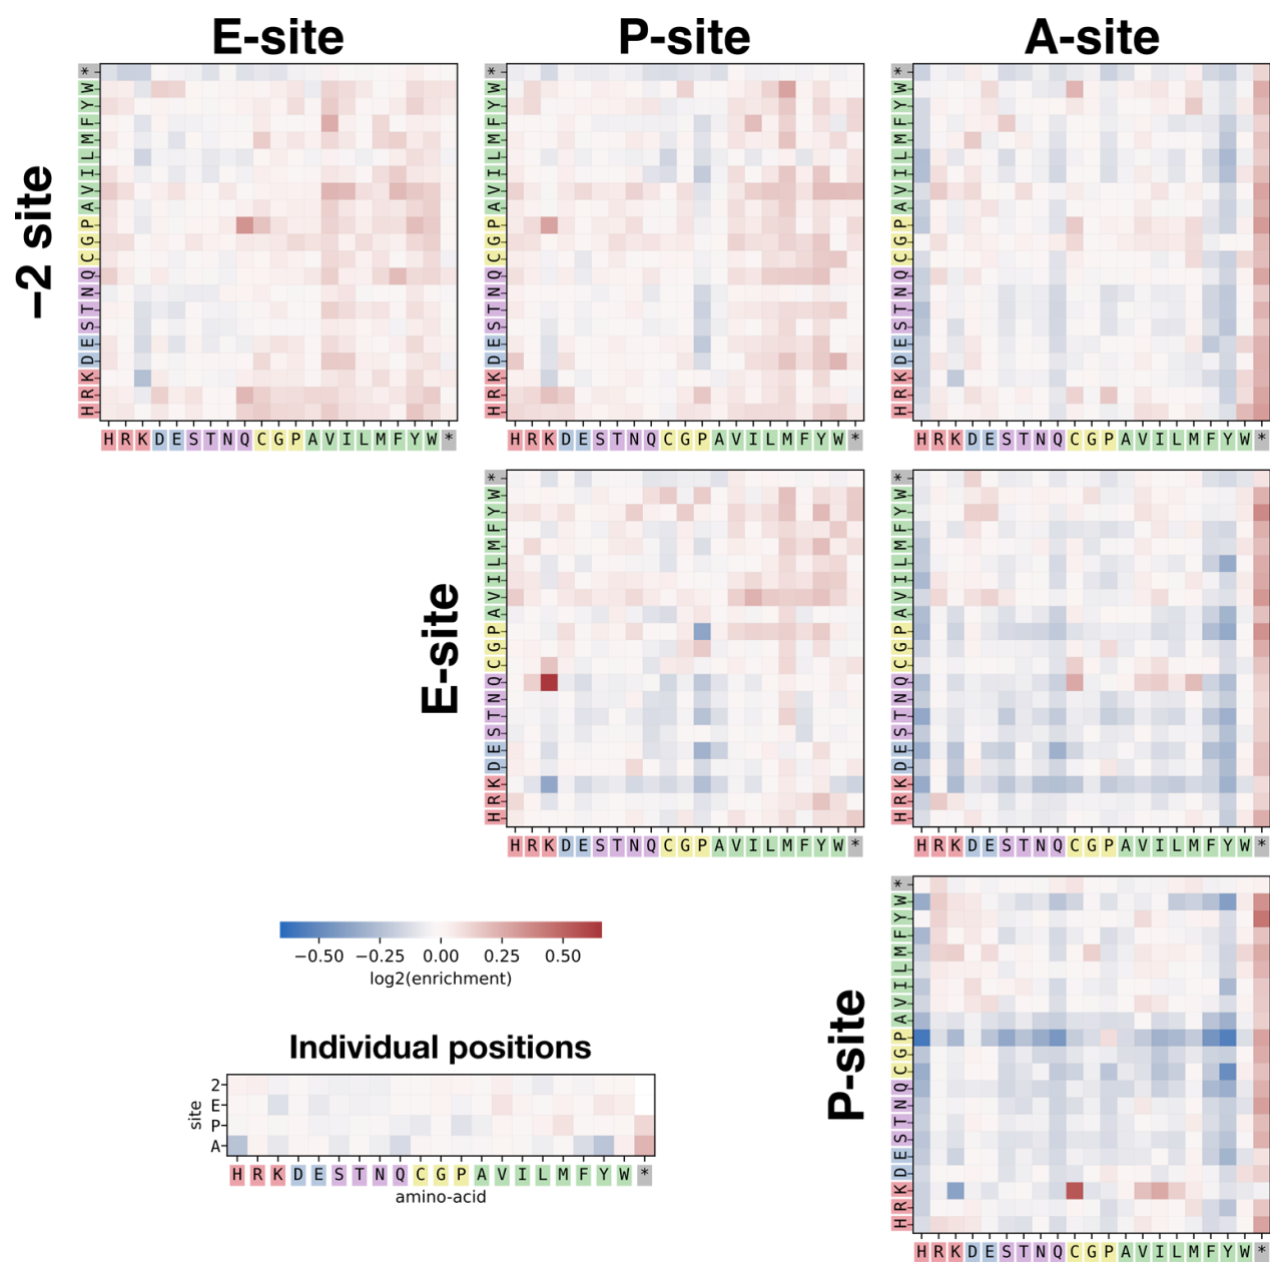 E-site P-site A-site
−2 site
* W Y F M L I V A P G C Q N T S E D K R H
* W Y F M L I V A P G C Q N T S E D K R H
* W Y F M L I V A P G C Q N T S E D K R H
H R K D E S T N Q C G P A V I L M F Y W *
H R K D E S T N Q C G P A V I L M F Y W *
H R K D E S T N Q C G P A V I L M F Y W *
E-site
* W Y F M L I V A P G C Q N T S E D K R H
* W Y F M L I V A P G C Q N T S E D K R H
H R K D E S T N Q C G P A V I L M F Y W *
H R K D E S T N Q C G P A V I L M F Y W *
P-site
* W Y F M L I V A P G C Q N T S E D K R H
H R K D E S T N Q C G P A V I L M F Y W *
−0.50 −0.25 0.00 0.25 0.50
log2(enrichment)
Individual positions
site
2
E
P
A
H R K D E S T N Q C G P A V I L M F Y W *
amino-acid